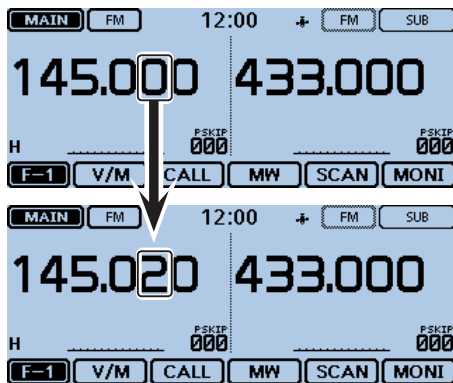 MAIN FM 12:00 FM SUB
145.000 433.000
H PSKIP 000 PSKIP 000
F-1 V/M CALL MW SCAN MONI
MAIN FM 12:00 FM SUB
145.020 433.000
H PSKIP 000 PSKIP 000
F-1 V/M CALL MW SCAN MONI